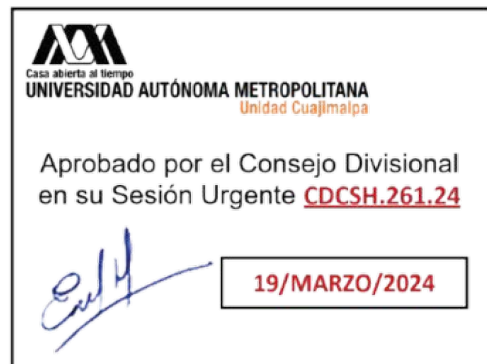 Casa abierta al tiempo
UNIVERSIDAD AUTÓNOMA METROPOLITANA
Unidad Cuajimalpa
Aprobado por el Consejo Divisional
en su Sesión Urgente CDCSH.261.24
19/MARZO/2024